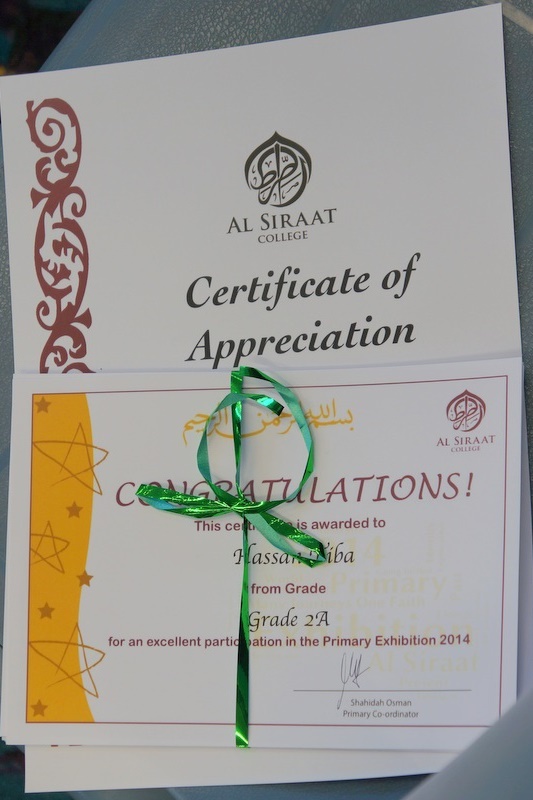 AL SIRAAT
COLLEGE
Certificate of
Appreciation
بسم الله الرحمن الرحيم
AL SIRAAT
COLLEGE
CONGRATULATIONS!
This is awarded to
Hassan
from Grade
Grade 2A
for an excellent participation in the Primary Exhibition 2014
Shahidah Osman
Primary Co-ordinator